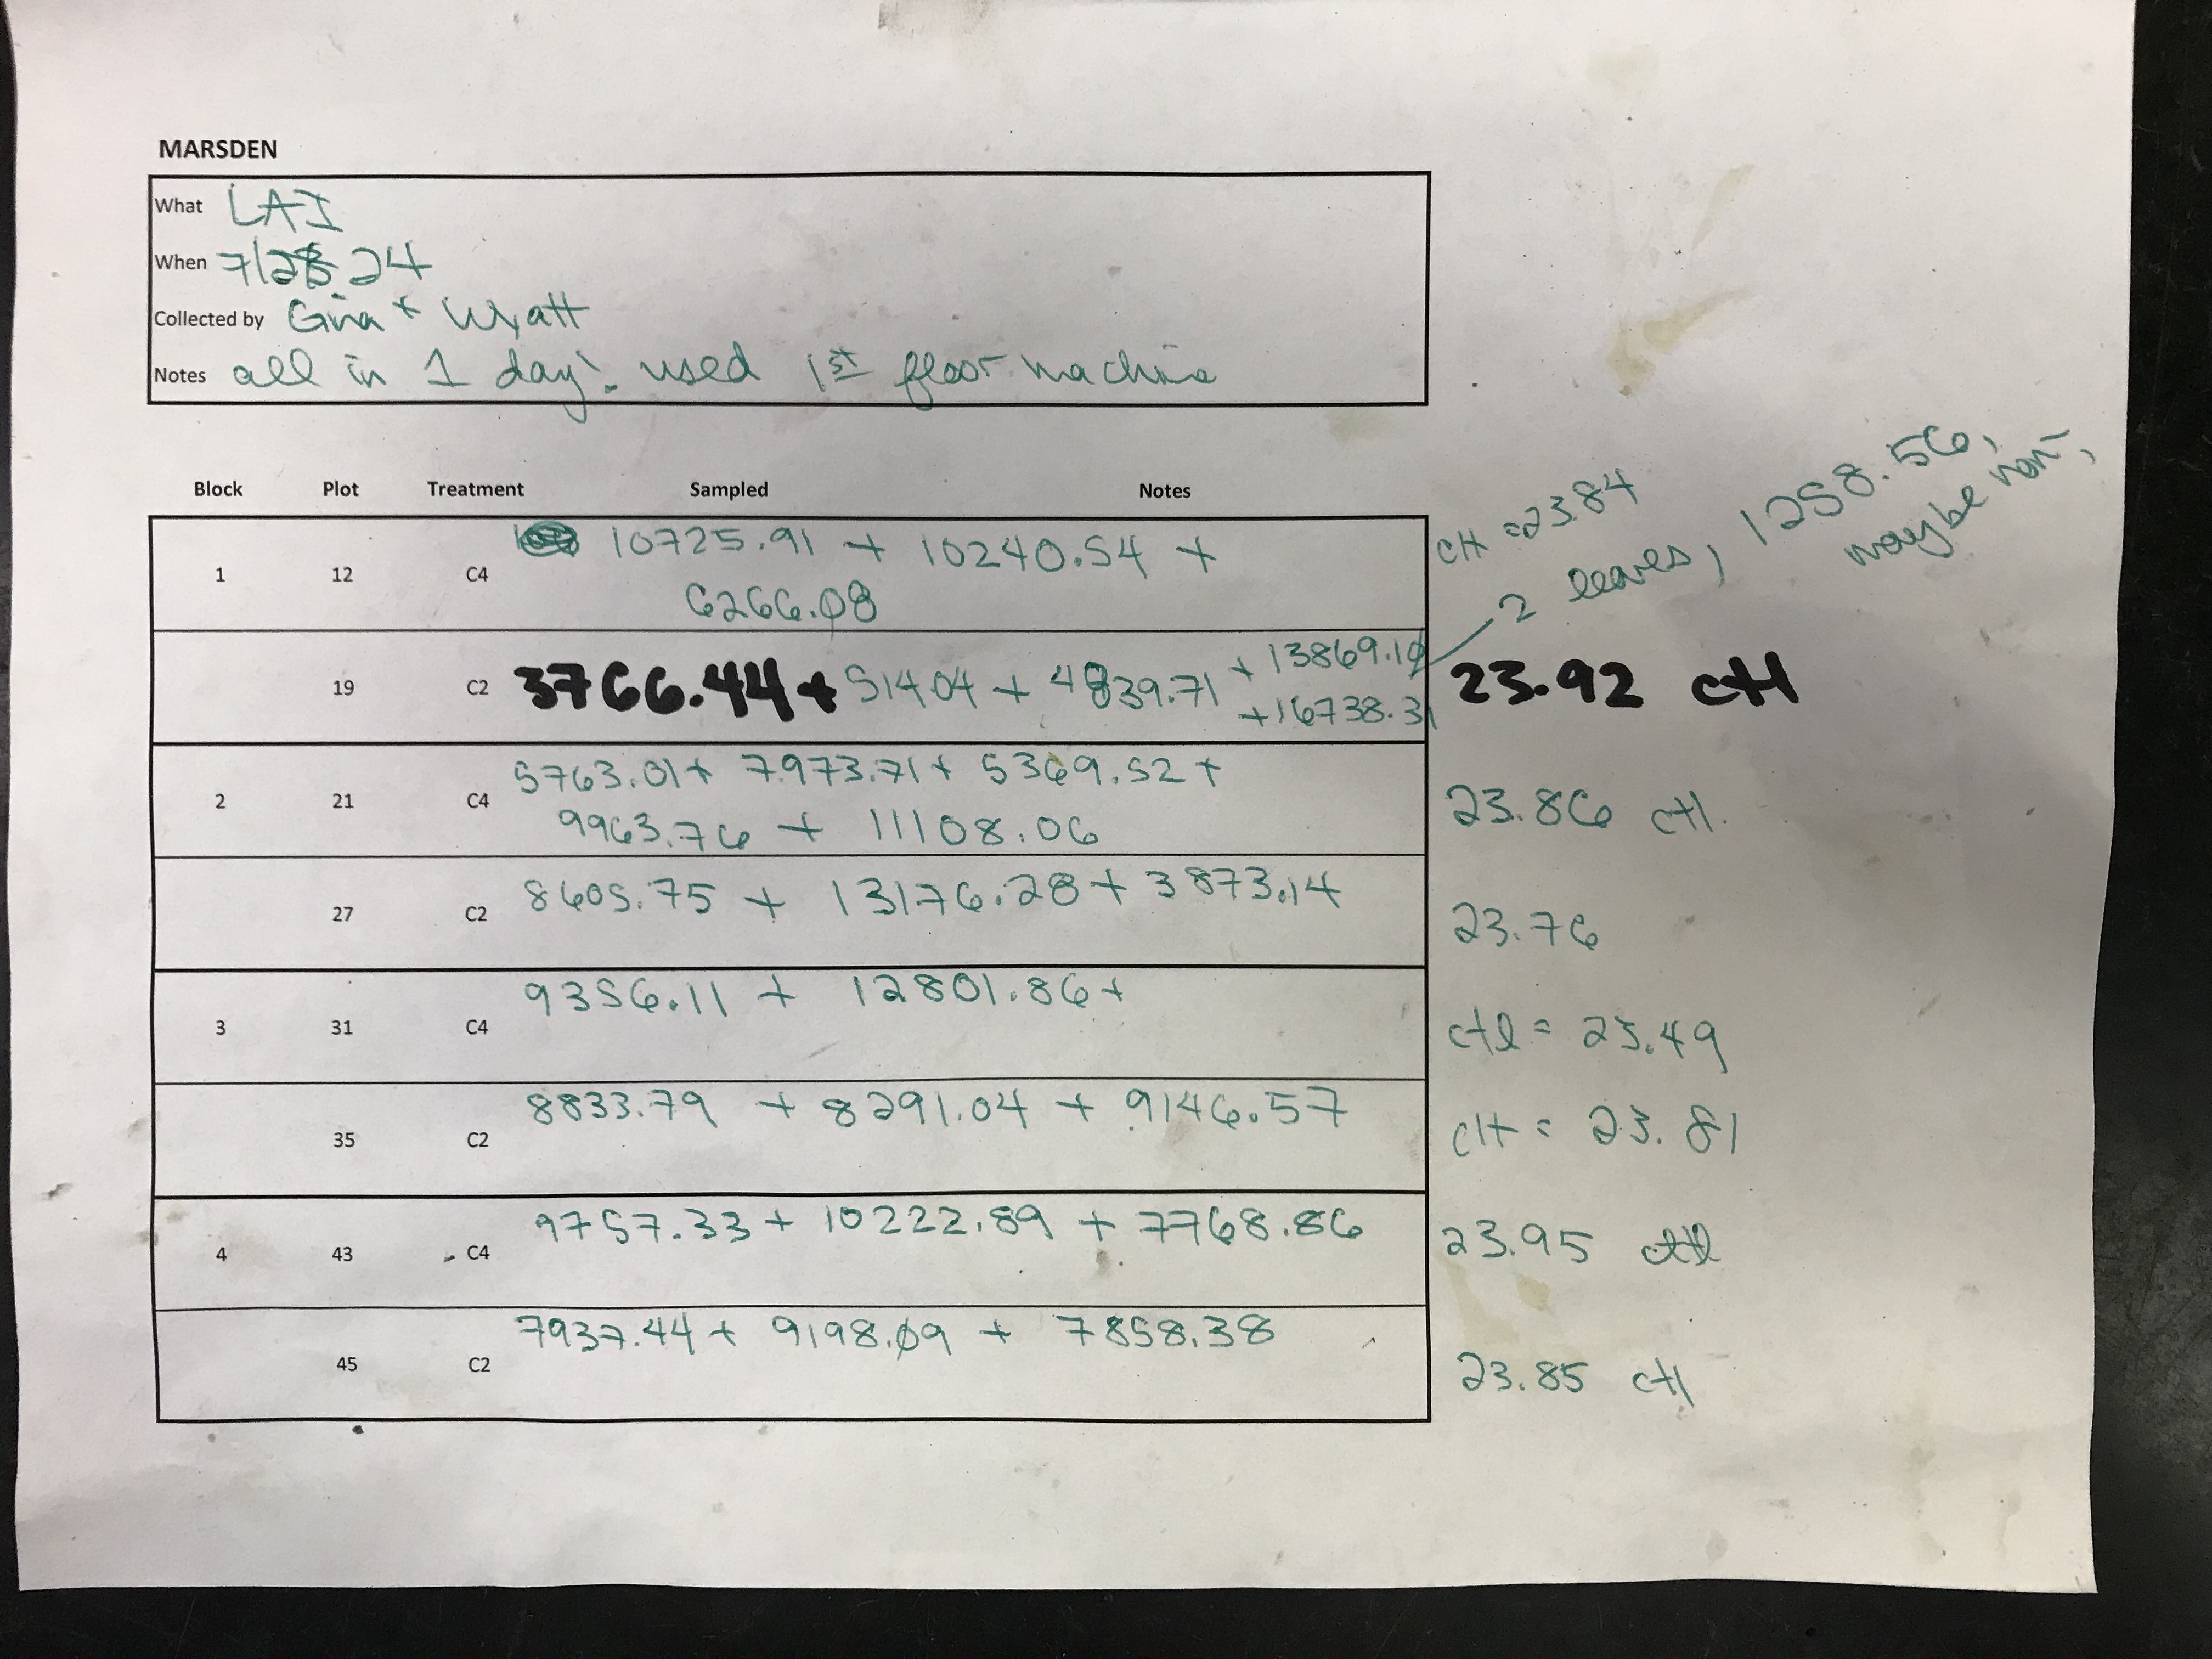 MARSDEN
What LAI
When 7/28 24
Collected by Gina + Wyatt
Notes all in 1 day. used 1st floor machine
Block Plot Treatment Sampled Notes
1 12 C4 10725.91 + 10240.54 +
6266.08
ctl = 23.84
2 leaves, 1258.56,
maybe
19 C2 3766.44 + 514.04 + 4839.71 + 13869.10
+ 16738.31
23.92 ctl
5763.01 + 7973.71 + 5369.52 +
2 21 C4
9963.76 + 11108.06
23.86 ctl.
27 C2 8605.75 + 13176.28 + 3873.14
23.76
3 31 C4 9356.11 + 12801.86 +
ctl = 23.49
35 C2 8833.79 + 8291.04 + 9146.57
ctl = 23.81
4 43 C4 9757.33 + 10222.89 + 7768.86
23.95 ctl
45 C2 7937.44 + 9198.09 + 7858.38
23.85 ctl